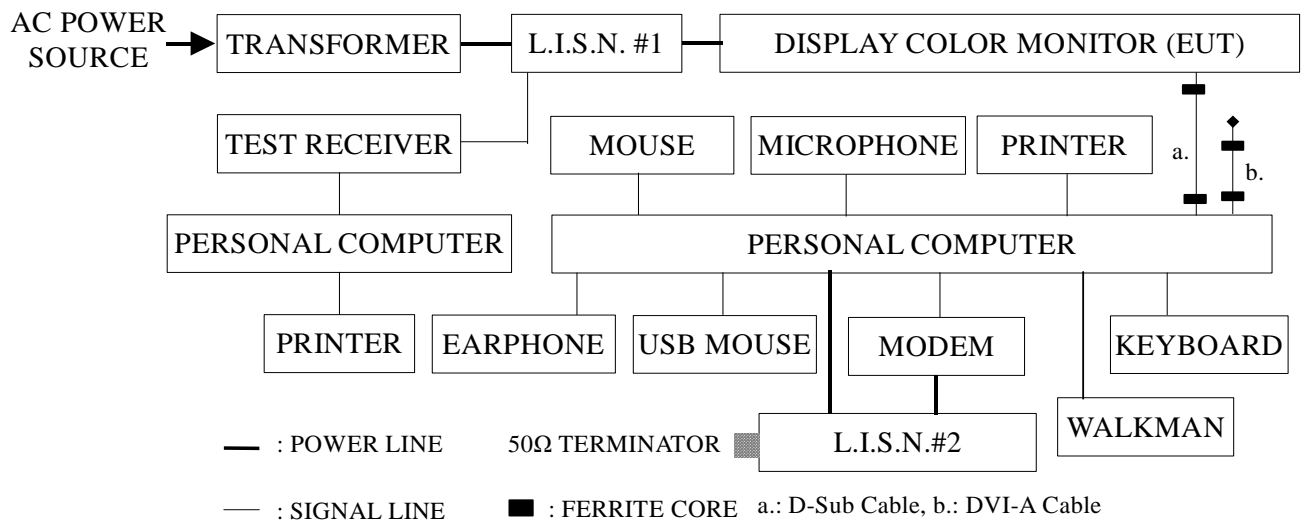 AC POWER
SOURCE
TRANSFORMER
L.I.S.N. #1
DISPLAY COLOR MONITOR (EUT)
TEST RECEIVER
MOUSE
MICROPHONE
PRINTER
a.
b.
PERSONAL COMPUTER
PERSONAL COMPUTER
PRINTER
EARPHONE
USB MOUSE
MODEM
KEYBOARD
WALKMAN
: POWER LINE
50Ω TERMINATOR
L.I.S.N.#2
: SIGNAL LINE
: FERRITE CORE
a.: D-Sub Cable, b.: DVI-A Cable